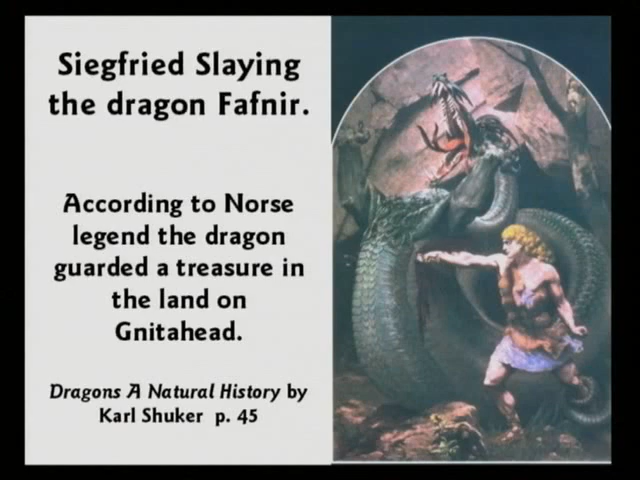 Siegfried Slaying
the dragon Fafnir.
According to Norse
legend the dragon
guarded a treasure in
the land on
Gnitahead.
Dragons A Natural History by
Karl Shuker p. 45